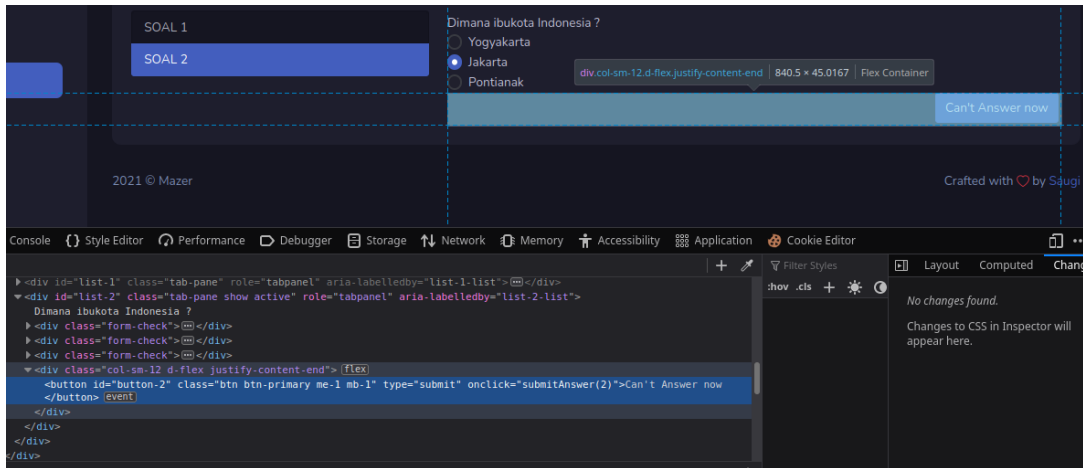 SOAL 1
SOAL 2
Dimana ibukota Indonesia ?
Yogyakarta
Jakarta
Pontianak
div.col-sm-12.d-flex.justify-content-end 840.5 × 45.0167 Flex Container
Can't Answer now
2021 © Mazer
Crafted with by Saugi
Console Style Editor Performance Debugger Storage Network Memory Accessibility Application Cookie Editor
Filter Styles
Layout Computed Chang
:hov .cls
No changes found.
Changes to CSS in Inspector will
appear here.
<div id="list-1" class="tab-pane" role="tabpanel" aria-labelledby="list-1-list"></div>
<div id="list-2" class="tab-pane show active" role="tabpanel" aria-labelledby="list-2-list">
Dimana ibukota Indonesia ?
<div class="form-check"></div>
<div class="form-check"></div>
<div class="form-check"></div>
<div class="col-sm-12 d-flex justify-content-end"> flex
<button id="button-2" class="btn btn-primary me-1 mb-1" type="submit" onclick="submitAnswer(2)">Can't Answer now
</button> event
</div>
</div>
</div>
</div>